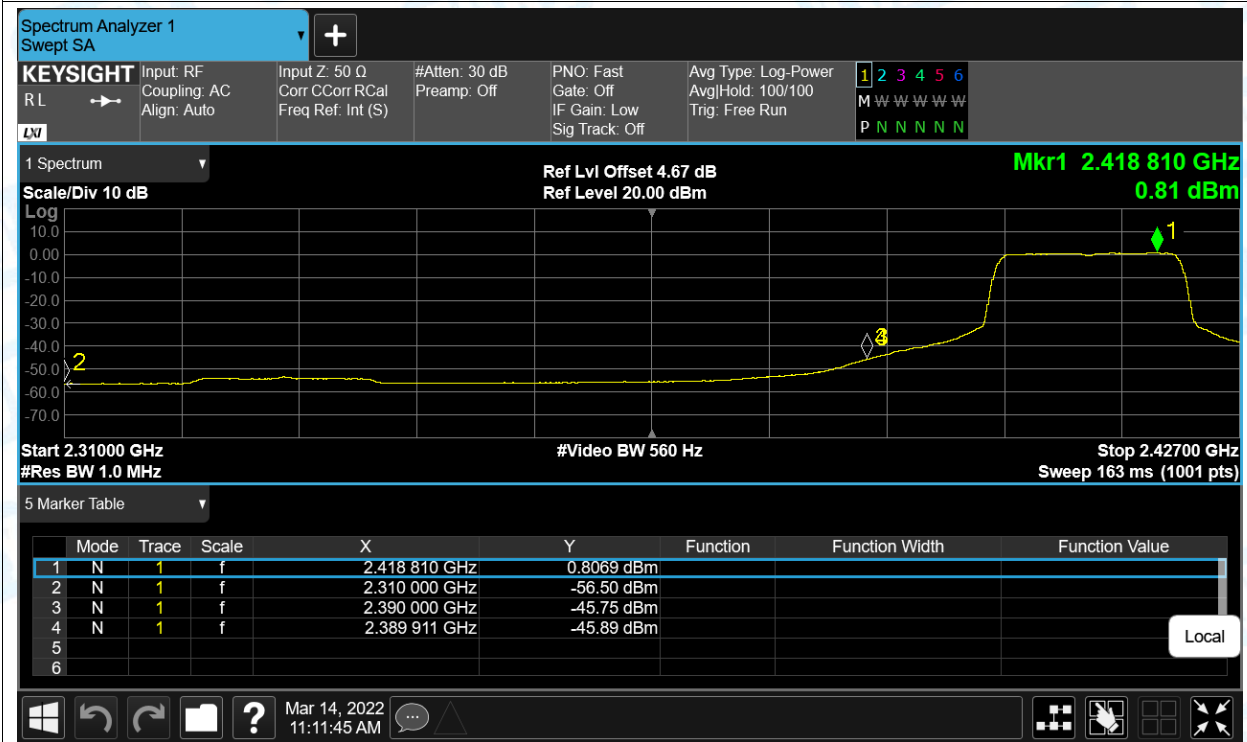 Spectrum Analyzer 1
Swept SA
+
KEYSIGHT
R L
LXI
Input: RF
Coupling: AC
Align: Auto
Input Z: 50 Ω
Corr CCorr RCal
Freq Ref: Int (S)
#Atten: 30 dB
Preamp: Off
PNO: Fast
Gate: Off
IF Gain: Low
Sig Track: Off
Avg Type: Log-Power
Avg|Hold: 100/100
Trig: Free Run
1 2 3 4 5 6
M W W W W W
P N N N N N
1 Spectrum
Scale/Div 10 dB
Ref Lvl Offset 4.67 dB
Ref Level 20.00 dBm
Mkr1 2.418 810 GHz
0.81 dBm
Log
10.0
0.00
-10.0
-20.0
-30.0
-40.0
-50.0
-60.0
-70.0
1
2
Start 2.31000 GHz
#Res BW 1.0 MHz
#Video BW 560 Hz
Stop 2.42700 GHz
Sweep 163 ms (1001 pts)
5 Marker Table
Mode Trace Scale X Y Function Function Width Function Value
1 N 1 f 2.418 810 GHz 0.8069 dBm
2 N 1 f 2.310 000 GHz -56.50 dBm
3 N 1 f 2.390 000 GHz -45.75 dBm
4 N 1 f 2.389 911 GHz -45.89 dBm
5
6
Local
?
Mar 14, 2022
11:11:45 AM